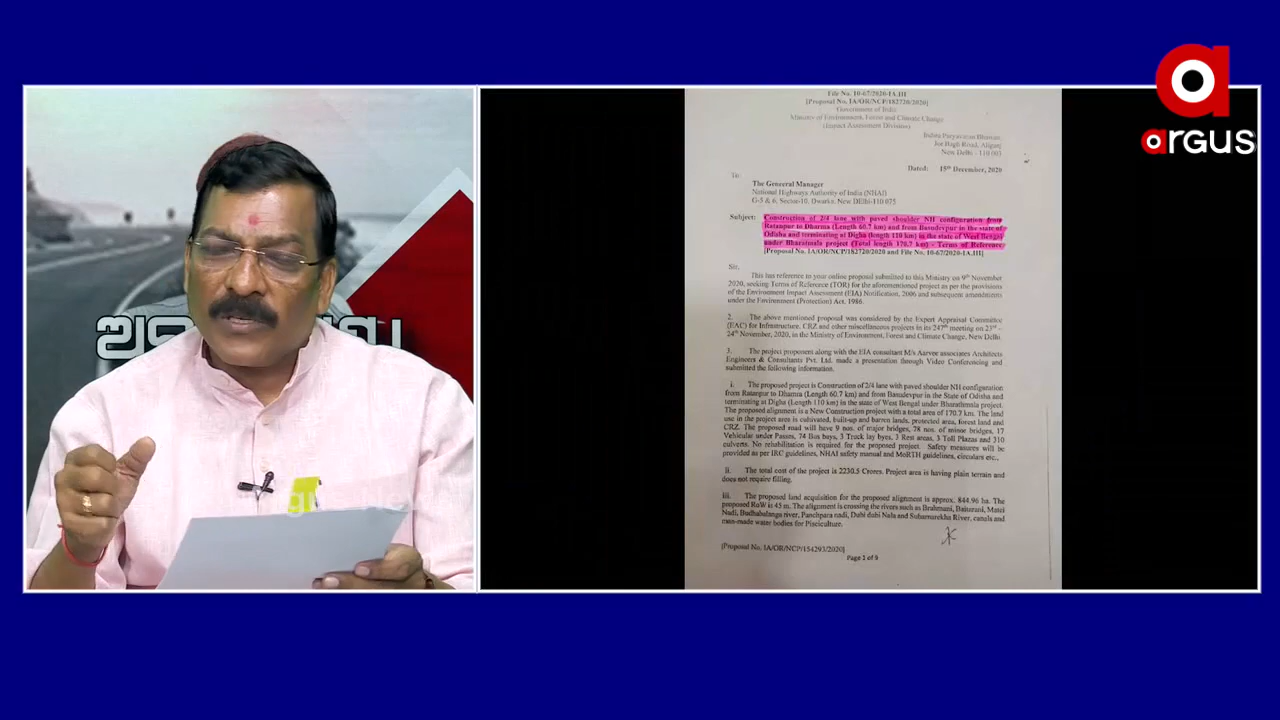 argus
File No. 10-67/2020-IA.III
[Proposal No. IA/OR/NCP/182720/2020]
Government of India
Ministry of Environment, Forest and Climate Change
(Impact Assessment Division)
Indira Paryavaran Bhawan,
Jor Bagh Road, Aliganj
New Delhi - 110 003
Dated: 15th December, 2020
To
The Geneeral Manager
National Highways Authority of India (NHAI)
G-5 & 6, Sector-10, Dwarka, New DElhi-110 075
Subject: Construction of 2/4 lane with paved shoulder NH configuration from
Ratanpur to Dharma (Length 60.7 km) and from Basudevpur in the state of
Odisha and terminating at Digha (length 110 km) in the state of West Bengal
under Bharatmala project (Total length 170.7 km) - Terms of Reference
[Proposal No. IA/OR/NCP/182720/2020 and File No. 10-67/2020-IA.III]
Sir,
This has reference to your online proposal submitted to this Ministry on 9th November
2020, seeking Terms of Reference (TOR) for the aforementioned project as per the provisions
of the Environment Impact Assessment (EIA) Notification, 2006 and subsequent amendments
under the Environment (Protection) Act, 1986.
2. The above mentioned proposal was considered by the Expert Appraisal Committee
(EAC) for Infrastructure, CRZ and other miscellaneous projects in its 247th meeting on 23rd -
24th November, 2020, in the Ministry of Environment, Forest and Climate Change, New Delhi.
3. The project proponent along with the EIA consultant M/s Aarvee associates Architects
Engineers & Consultants Pvt. Ltd. made a presentation through Video Conferencing and
submitted the following information.
i. The proposed project is Construction of 2/4 lane with paved shoulder NH configuration
from Ratanpur to Dhamra (Length 60.7 km) and from Basudevpur in the State of Odisha and
terminating at Digha (Length 110 km) in the state of West Bengal under Bharathmala project.
The proposed alignment is a New Construction project with a total area of 170.7 km. The land
use in the project area is cultivated, built-up and barren lands, protected area, forest land and
CRZ. The proposed road will have 9 nos. of major bridges, 78 nos. of minor bridges, 17
Vehicular under Passes, 74 Bus bays, 3 Truck lay byes, 3 Rest areas, 3 Toll Plazas and 310
culverts. No rehabilitation is required for the proposed project. Safety measures will be
provided as per IRC guidelines, NHAI safety manual and MoRTH guidelines, circulars etc.,
ii. The total cost of the project is 2230.5 Crores. Project area is having plain terrain and
does not require filling.
iii. The proposed land acquisition for the proposed alignment is approx. 844.96 ha. The
proposed RoW is 45 m. The alignment is crossing the rivers such as Brahmani, Baitarani, Matei
Nadi, Budhabalanga river, Panchpara nadi, Dubi dubi Nala and Subarnarekha River, canals and
man-made water bodies for Pisciculture.
[Proposal No. IA/OR/NCP/154293/2020]
Page 1 of 9